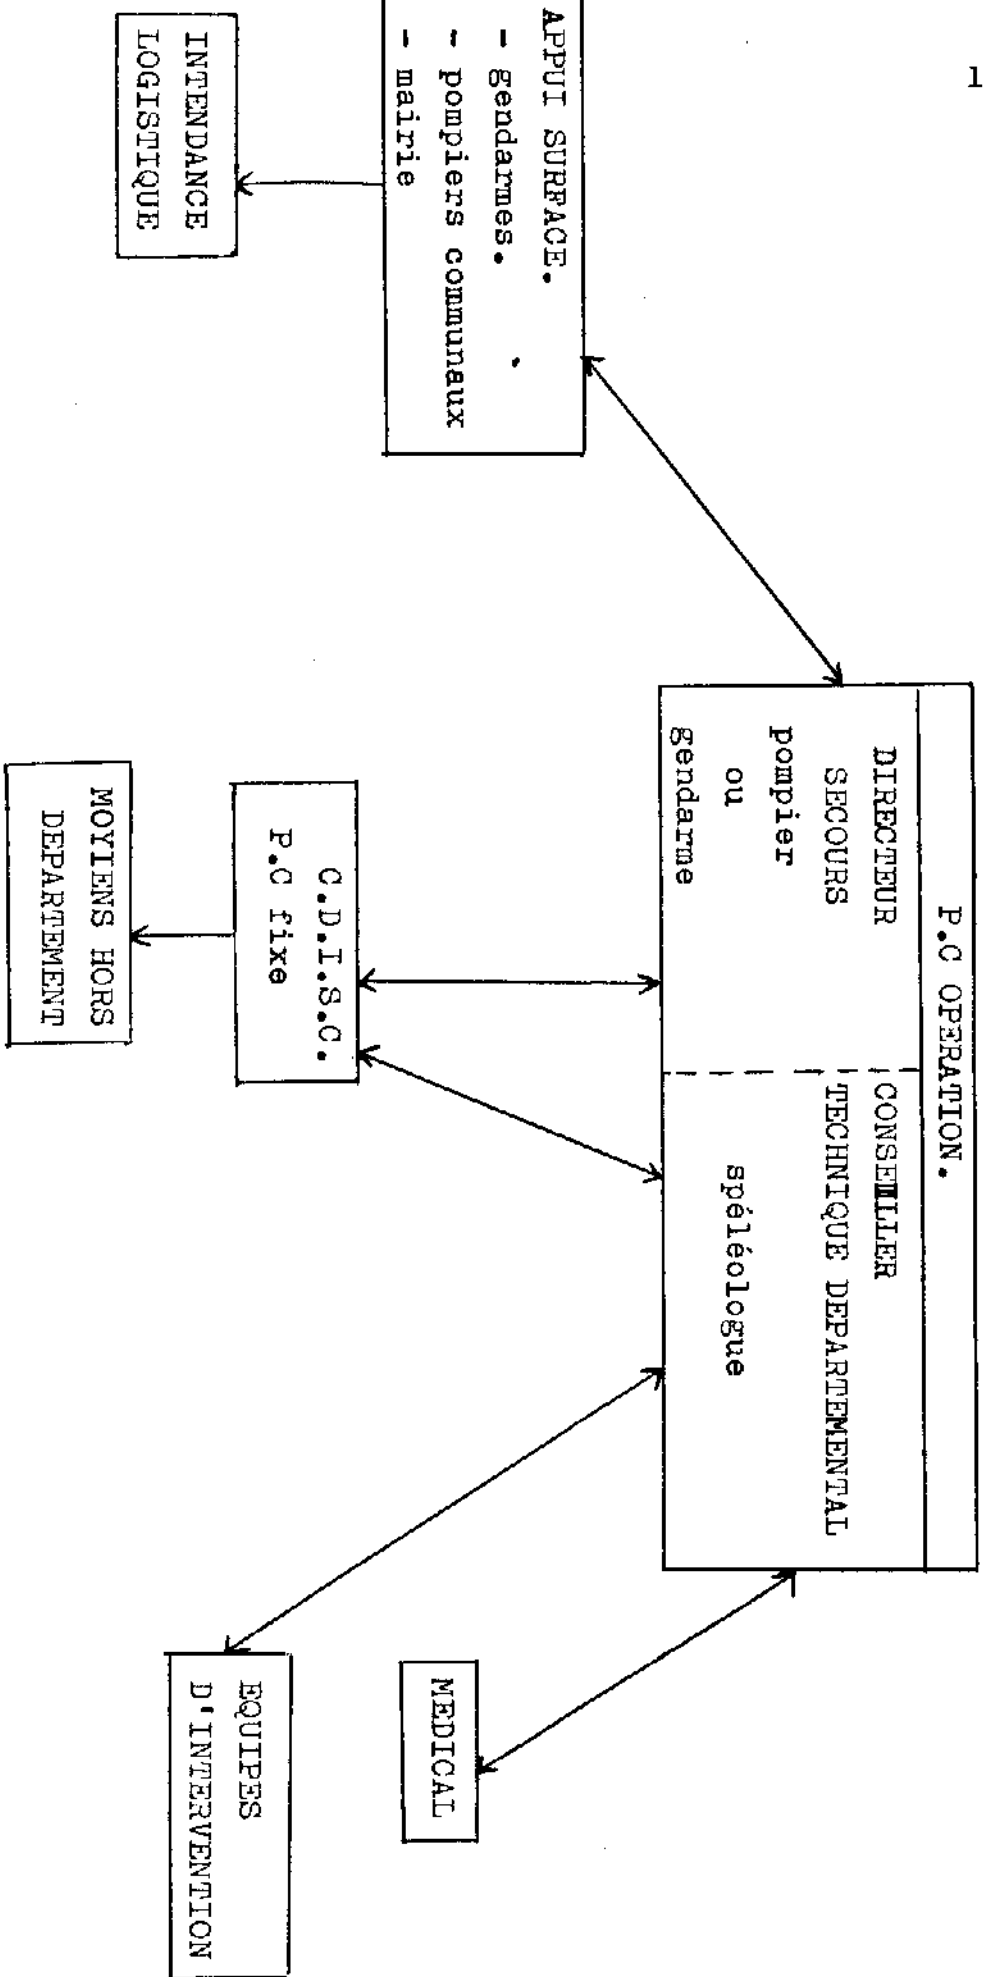 1
P.C OPERATION.
DIRECTEUR
SECOURS
pompier
ou
gendarme
CONSEILLER
TECHNIQUE DEPARTEMENTAL
spéléologue
APPUI SURFACE.
- gendarmes.
- pompiers communaux
- mairie
INTENDANCE
LOGISTIQUE
C.D.I.S.C.
P.C fixe
MOYIENS HORS
DEPARTEMENT
MEDICAL
EQUIPES
D'INTERVENTION